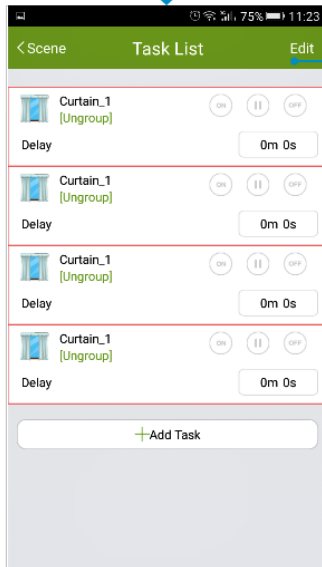 75% 11:23
Scene Task List Edit
Curtain_1 ON OFF
[Ungroup]
Delay 0m 0s
Curtain_1 ON OFF
[Ungroup]
Delay 0m 0s
Curtain_1 ON OFF
[Ungroup]
Delay 0m 0s
Curtain_1 ON OFF
[Ungroup]
Delay 0m 0s
+Add Task